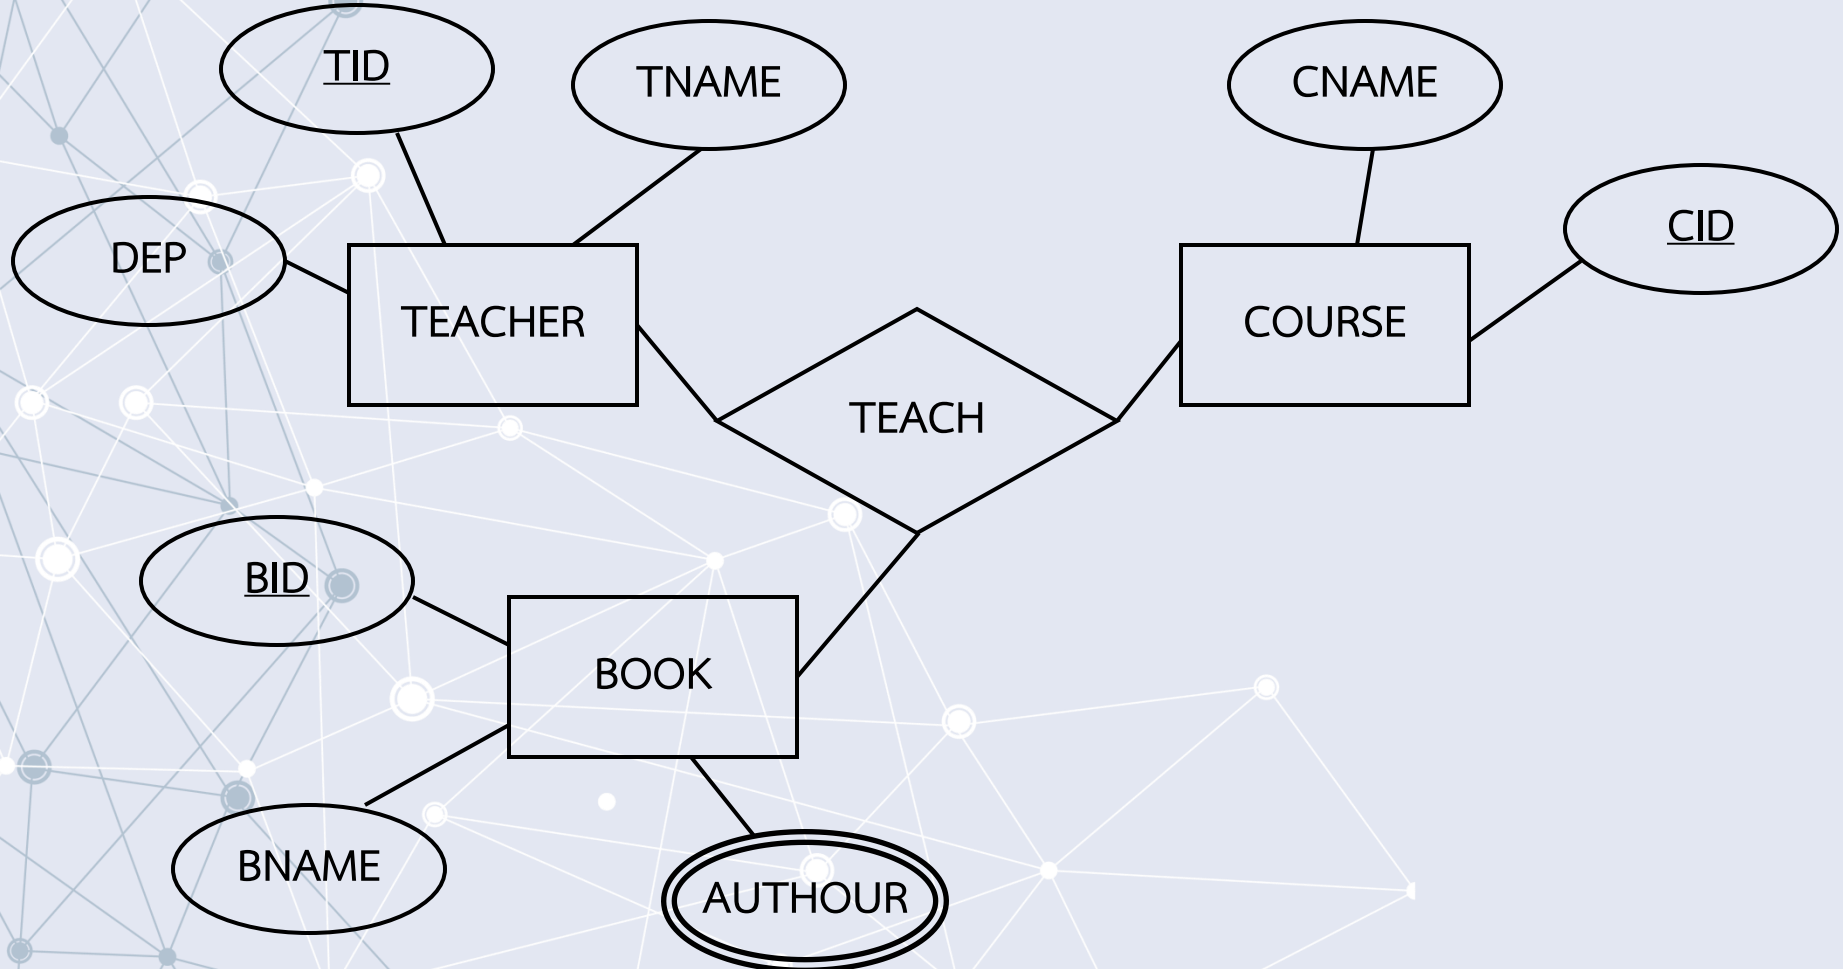 TID
TNAME
CNAME
CID
DEP
TEACHER
COURSE
TEACH
BID
BOOK
BNAME
AUTHOUR